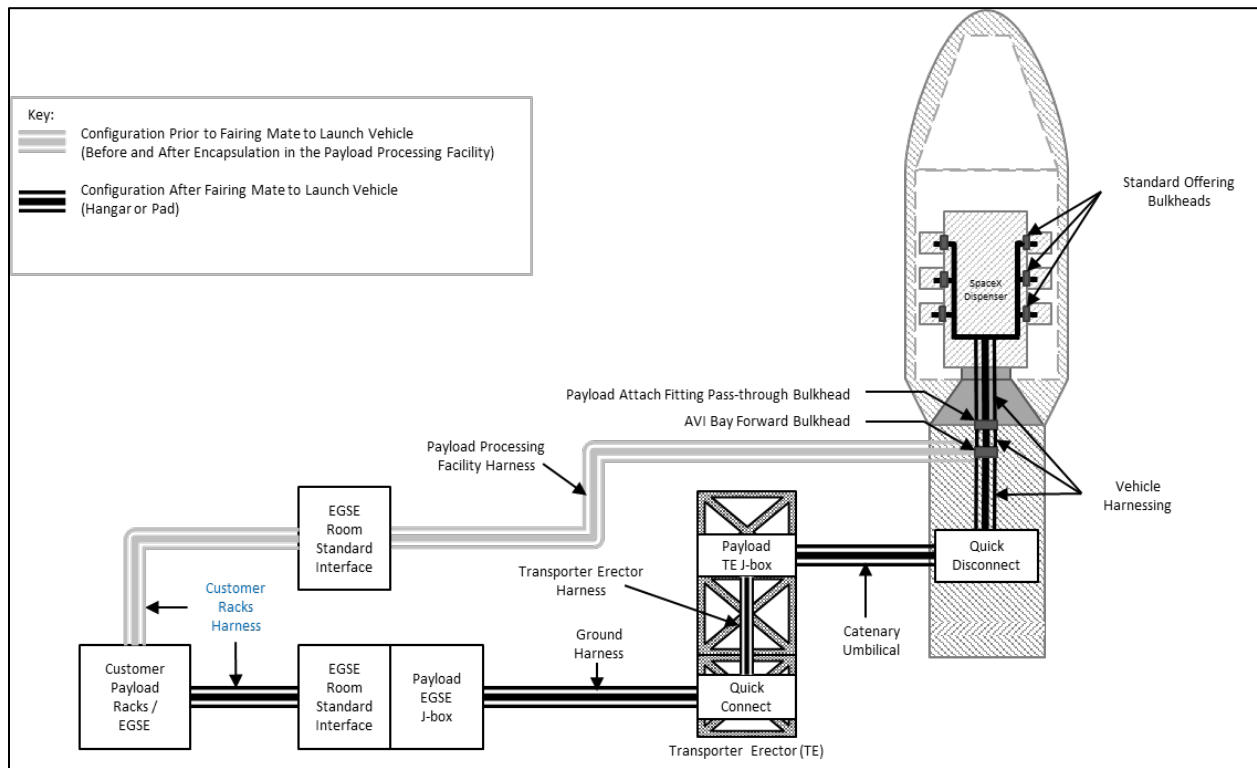 Key:
Configuration Prior to Fairing Mate to Launch Vehicle
(Before and After Encapsulation in the Payload Processing Facility)
Configuration After Fairing Mate to Launch Vehicle
(Hangar or Pad)
Standard Offering
Bulkheads
SpaceX
Dispenser
Payload Attach Fitting Pass-through Bulkhead
AVI Bay Forward Bulkhead
Payload Processing
Facility Harness
Vehicle
Harnessing
EGSE
Room
Standard
Interface
Payload
TE J-box
Quick
Disconnect
Transporter Erector
Harness
Customer
Racks
Harness
Ground
Harness
Catenary
Umbilical
Customer
Payload
Racks /
EGSE
EGSE
Room
Standard
Interface
Payload
EGSE
J-box
Quick
Connect
Transporter Erector (TE)